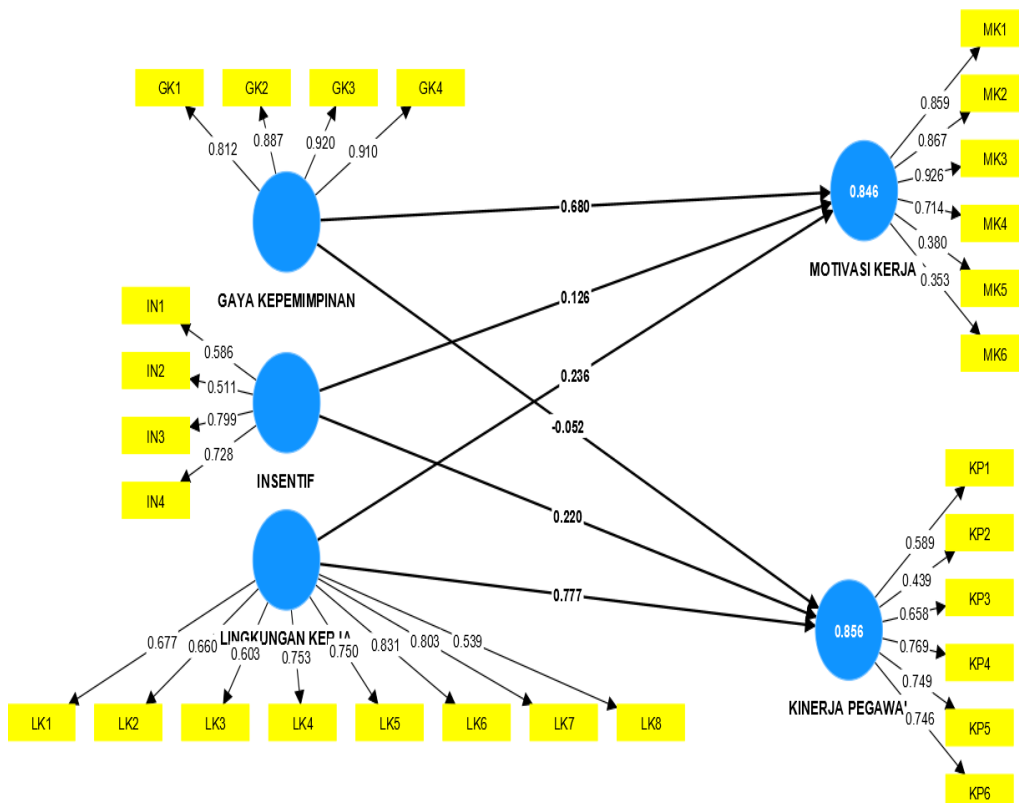 MK1
GK1
GK2
GK3
GK4
MK2
0.859
0.812
0.887
0.920
0.910
0.867
MK3
0.926
0.846
0.680
0.714
MK4
0.380
MOTIVASI KERJA
0.353
MK5
GAYA KEPEMIMPINAN
0.126
IN1
MK6
0.586
IN2
0.511
0.236
0.799
IN3
-0.052
0.728
KP1
INSENTIF
IN4
0.220
KP2
0.589
0.439
KP3
0.777
0.658
0.856
LINGKUNGAN KERJA
0.677
0.660
0.603
0.753
0.750
0.831
0.803
0.539
0.769
KP4
0.749
KINERJA PEGAWAI
0.746
LK1
LK2
LK3
LK4
LK5
LK6
LK7
LK8
KP5
KP6